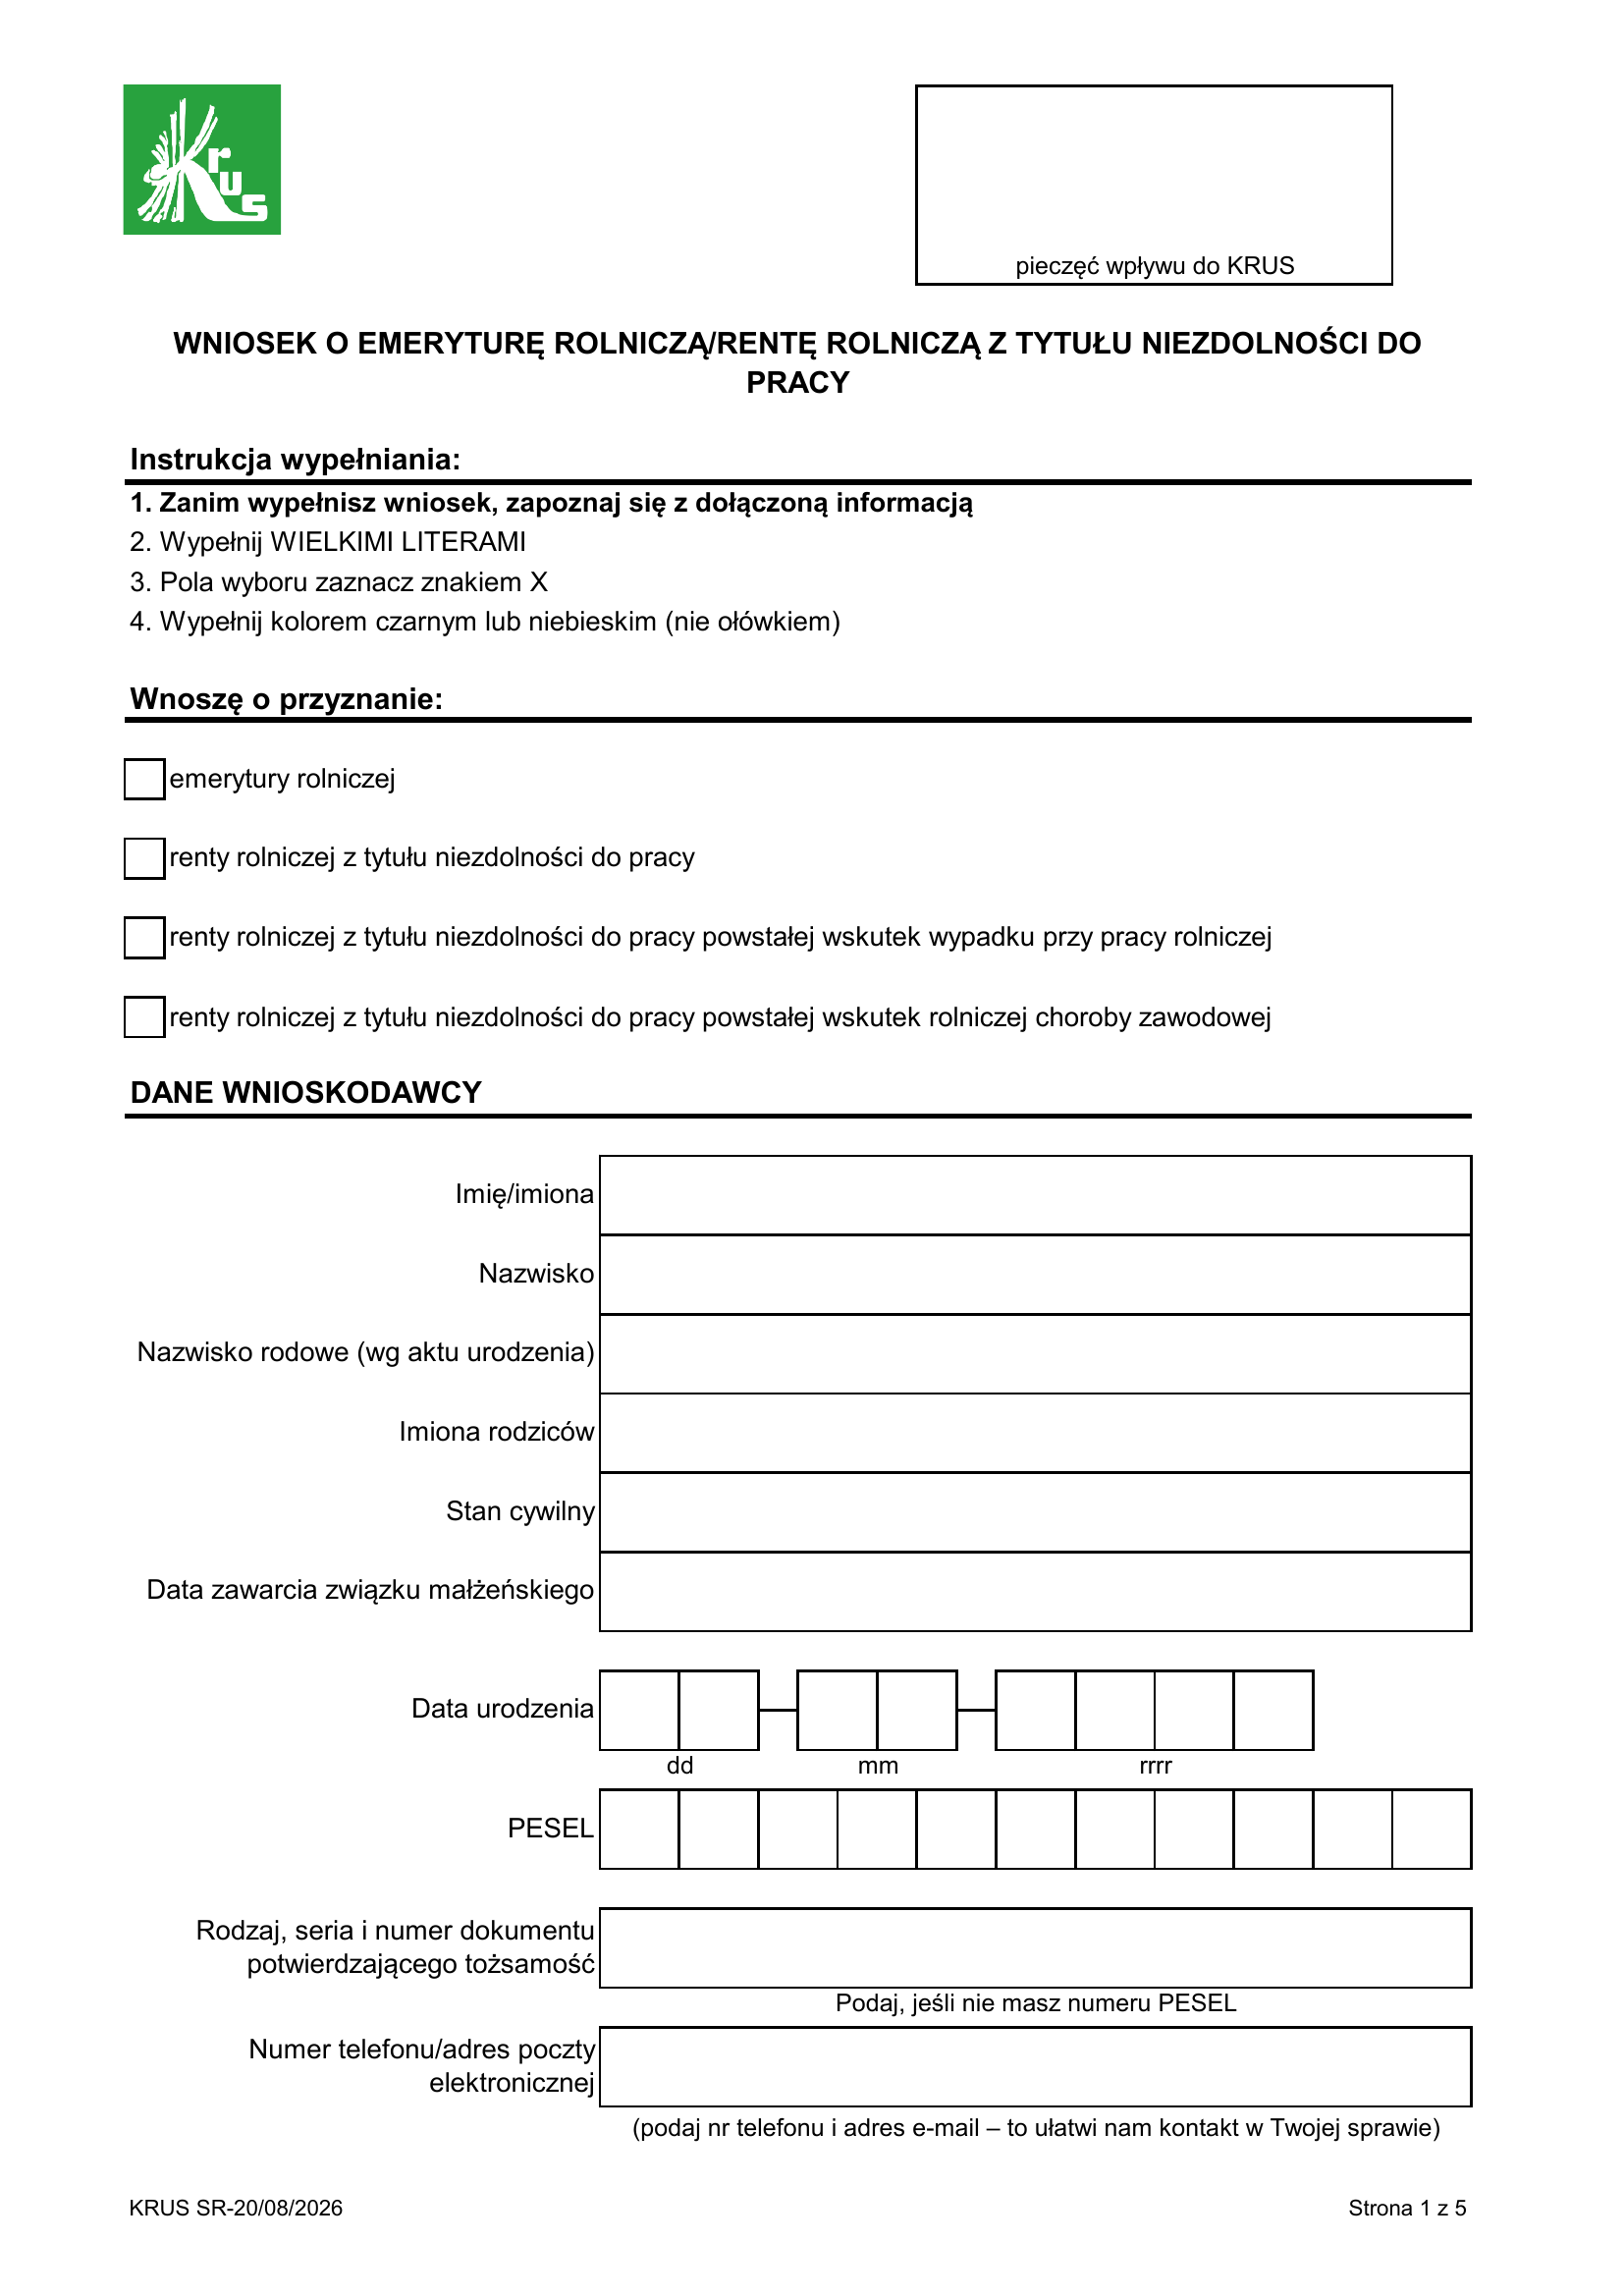 Krus
pieczęć wpływu do KRUS
WNIOSEK O EMERYTURĘ ROLNICZĄ/RENTĘ ROLNICZĄ Z TYTUŁU NIEZDOLNOŚCI DO
PRACY
Instrukcja wypełniania:
1. Zanim wypełnisz wniosek, zapoznaj się z dołączoną informacją
2. Wypełnij WIELKIMI LITERAMI
3. Pola wyboru zaznacz znakiem X
4. Wypełnij kolorem czarnym lub niebieskim (nie ołówkiem)
Wnoszę o przyznanie:
emerytury rolniczej
renty rolniczej z tytułu niezdolności do pracy
renty rolniczej z tytułu niezdolności do pracy powstałej wskutek wypadku przy pracy rolniczej
renty rolniczej z tytułu niezdolności do pracy powstałej wskutek rolniczej choroby zawodowej
DANE WNIOSKODAWCY
Imię/imiona
Nazwisko
Nazwisko rodowe (wg aktu urodzenia)
Imiona rodziców
Stan cywilny
Data zawarcia związku małżeńskiego
Data urodzenia
dd mm rrrr
PESEL
Rodzaj, seria i numer dokumentu
potwierdzającego tożsamość
Podaj, jeśli nie masz numeru PESEL
Numer telefonu/adres poczty
elektronicznej
(podaj nr telefonu i adres e-mail – to ułatwi nam kontakt w Twojej sprawie)
KRUS SR-20/08/2026 Strona 1 z 5